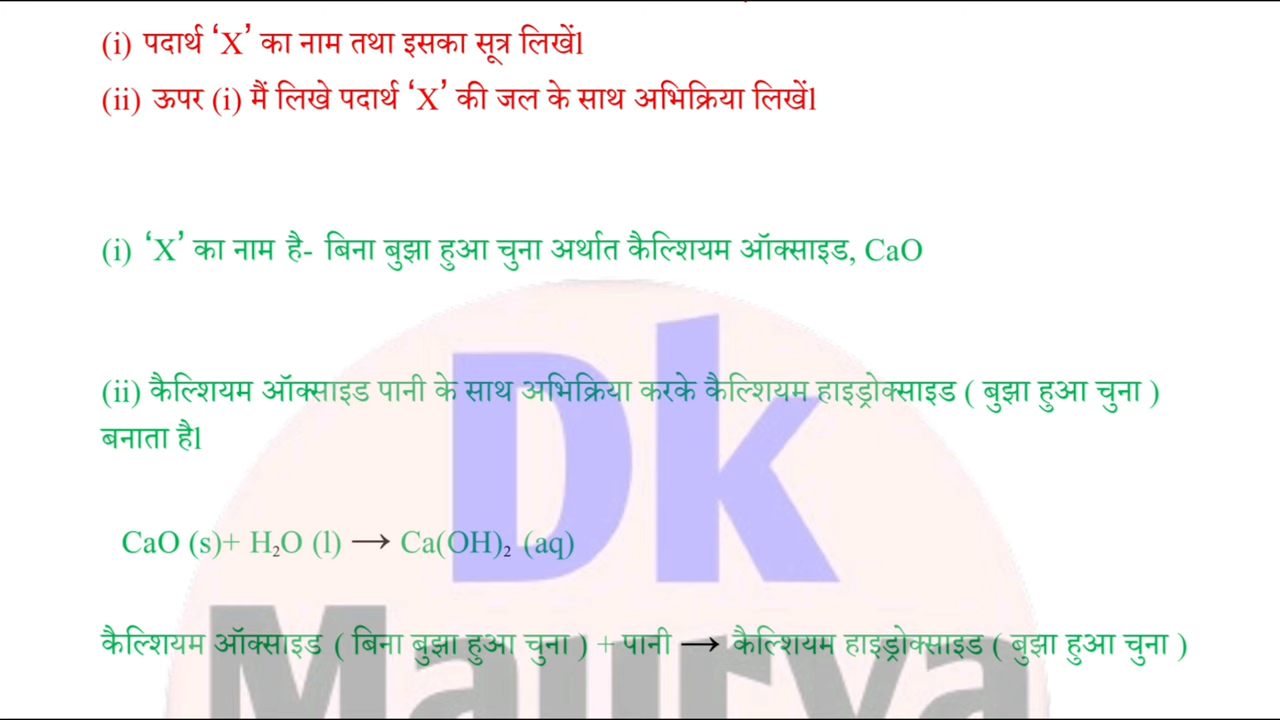 (i) पदार्थ ‘X’ का नाम तथा इसका सूत्र लिखेंl
(ii) ऊपर (i) मैं लिखे पदार्थ ‘X’ की जल के साथ अभिक्रिया लिखेंl
(i) ‘X’ का नाम है- बिना बुझा हुआ चुना अर्थात कैल्शियम ऑक्साइड, CaO
(ii) कैल्शियम ऑक्साइड पानी के साथ अभिक्रिया करके कैल्शियम हाइड्रोक्साइड ( बुझा हुआ चुना )
बनाता हैl
CaO (s)+ H₂O (l) → Ca(OH)₂ (aq)
कैल्शियम ऑक्साइड ( बिना बुझा हुआ चुना ) + पानी → कैल्शियम हाइड्रोक्साइड ( बुझा हुआ चुना )
Dk
Maurya